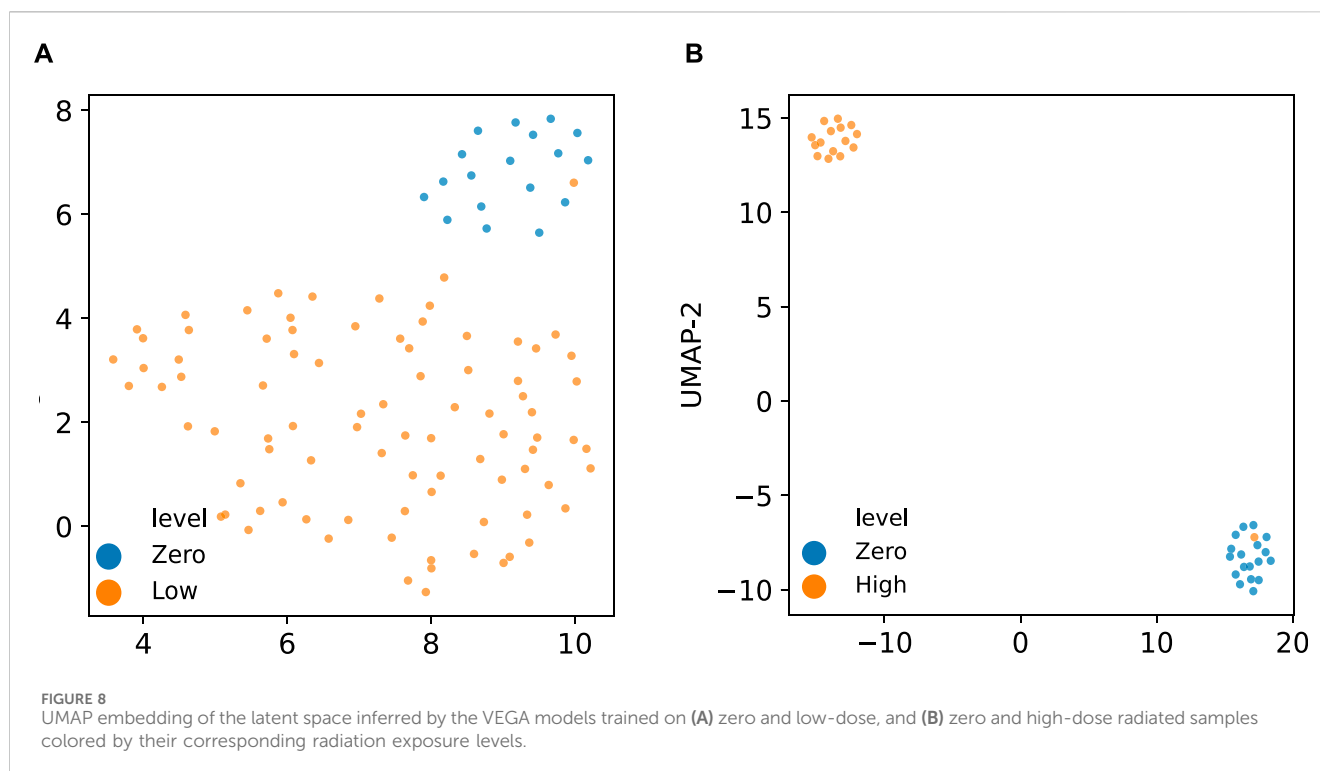 A
B
8
6
4
2
0
level
Zero
Low
4
6
8
10
UMAP-2
15
10
5
0
−5
−10
level
Zero
High
−10
0
10
20
FIGURE 8
UMAP embedding of the latent space inferred by the VEGA models trained on (A) zero and low-dose, and (B) zero and high-dose radiated samples
colored by their corresponding radiation exposure levels.